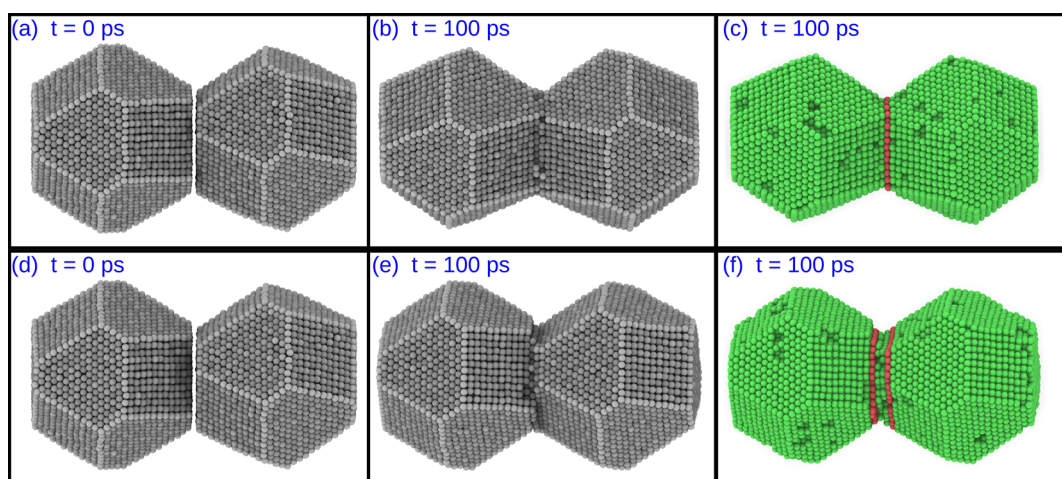 (a) t = 0 ps
(b) t = 100 ps
(c) t = 100 ps
(d) t = 0 ps
(e) t = 100 ps
(f) t = 100 ps